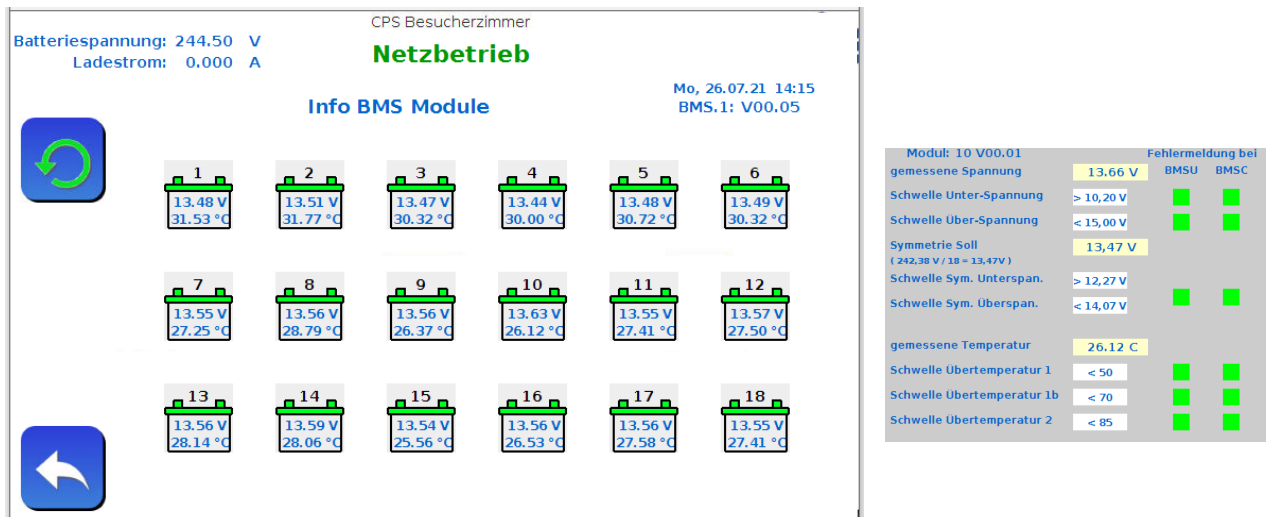 CPS Besucherzimmer
Batteriespannung: 244.50 V
Ladestrom: 0.000 A
Netzbetrieb
Mo, 26.07.21 14:15
Info BMS Module
BMS.1: V00.05
1 2 3 4 5 6
13.48 V 13.51 V 13.47 V 13.44 V 13.48 V 13.49 V
31.53 °C 31.77 °C 30.32 °C 30.00 °C 30.72 °C 30.32 °C
7 8 9 10 11 12
13.55 V 13.56 V 13.56 V 13.63 V 13.55 V 13.57 V
27.25 °C 28.79 °C 26.37 °C 26.12 °C 27.41 °C 27.50 °C
13 14 15 16 17 18
13.56 V 13.59 V 13.54 V 13.56 V 13.56 V 13.55 V
28.14 °C 28.06 °C 25.56 °C 26.53 °C 27.58 °C 27.41 °C
Modul: 10 V00.01 Fehlermeldung bei
gemessene Spannung 13.66 V BMSU BMSC
Schwelle Unter-Spannung > 10,20 V
Schwelle Über-Spannung < 15,00 V
Symmetrie Soll 13,47 V
( 242,38 V / 18 = 13,47V )
Schwelle Sym. Unterspan. > 12,27 V
Schwelle Sym. Überspan. < 14,07 V
gemessene Temperatur 26.12 C
Schwelle Übertemperatur 1 < 50
Schwelle Übertemperatur 1b < 70
Schwelle Übertemperatur 2 < 85